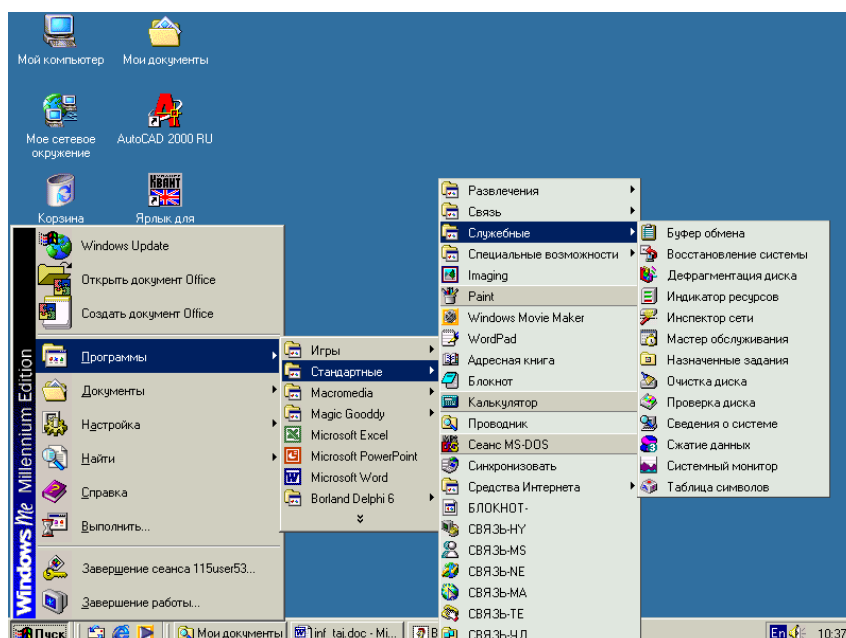 Мой компьютер
Мои документы
Мое сетевое
окружение
AutoCAD 2000 RU
КВАНТ
Корзина
Ярлык для
Windows Me Millennium Edition
Windows Update
Открыть документ Office
Создать документ Office
Программы
Документы
Настройка
Найти
Справка
Выполнить...
Завершение сеанса 115user53...
Завершение работы...
Игры
Стандартные
Macromedia
Magic Gooddy
Microsoft Excel
Microsoft PowerPoint
Microsoft Word
Borland Delphi 6
Развлечения
Связь
Служебные
Специальные возможности
Imaging
Paint
Windows Movie Maker
WordPad
Адресная книга
Блокнот
Калькулятор
Проводник
Сеанс MS-DOS
Синхронизовать
Средства Интернета
БЛОКНОТ-
СВЯЗЬ-HY
СВЯЗЬ-MS
СВЯЗЬ-NE
СВЯЗЬ-MA
СВЯЗЬ-TE
СВЯЗЬ-ЧЛ
Буфер обмена
Восстановление системы
Дефрагментация диска
Индикатор ресурсов
Инспектор сети
Мастер обслуживания
Назначенные задания
Очистка диска
Проверка диска
Сведения о системе
Сжатие данных
Системный монитор
Таблица символов
Пуск
Мои документы
inf_tai.doc - Mi...
В
En
10:37